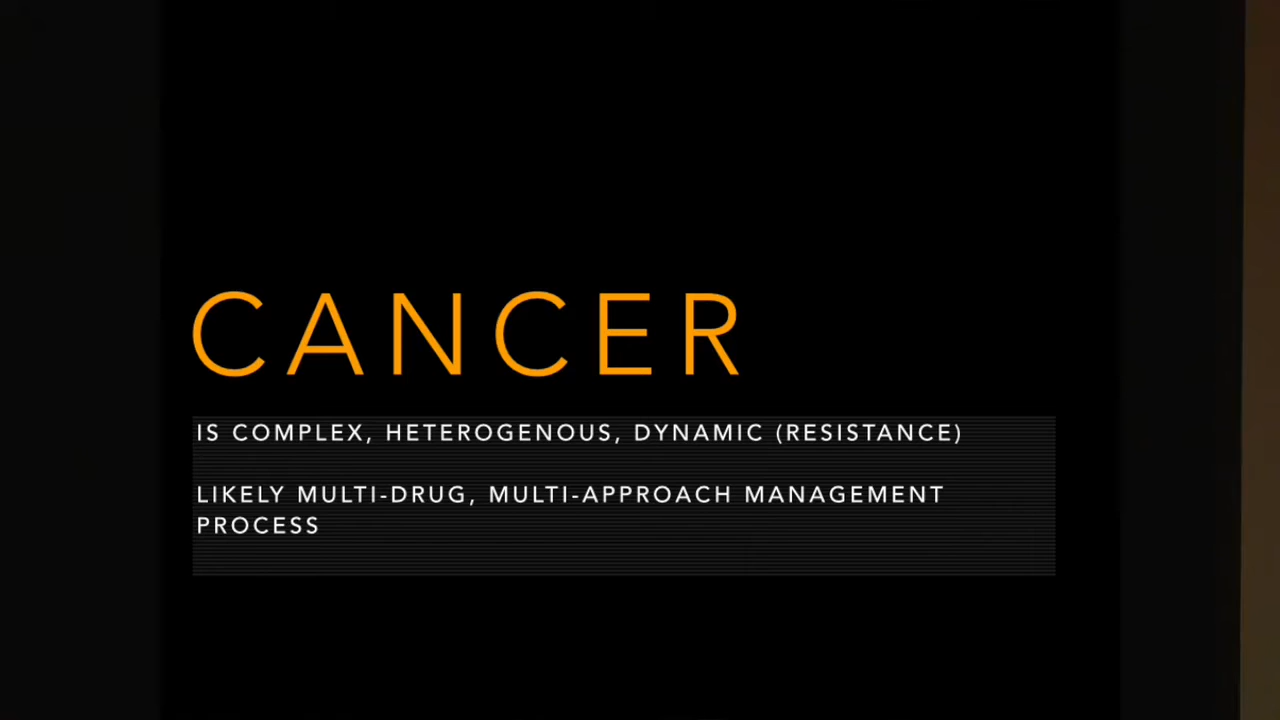 CANCER
IS COMPLEX, HETEROGENOUS, DYNAMIC (RESISTANCE)
LIKELY MULTI-DRUG, MULTI-APPROACH MANAGEMENT
PROCESS